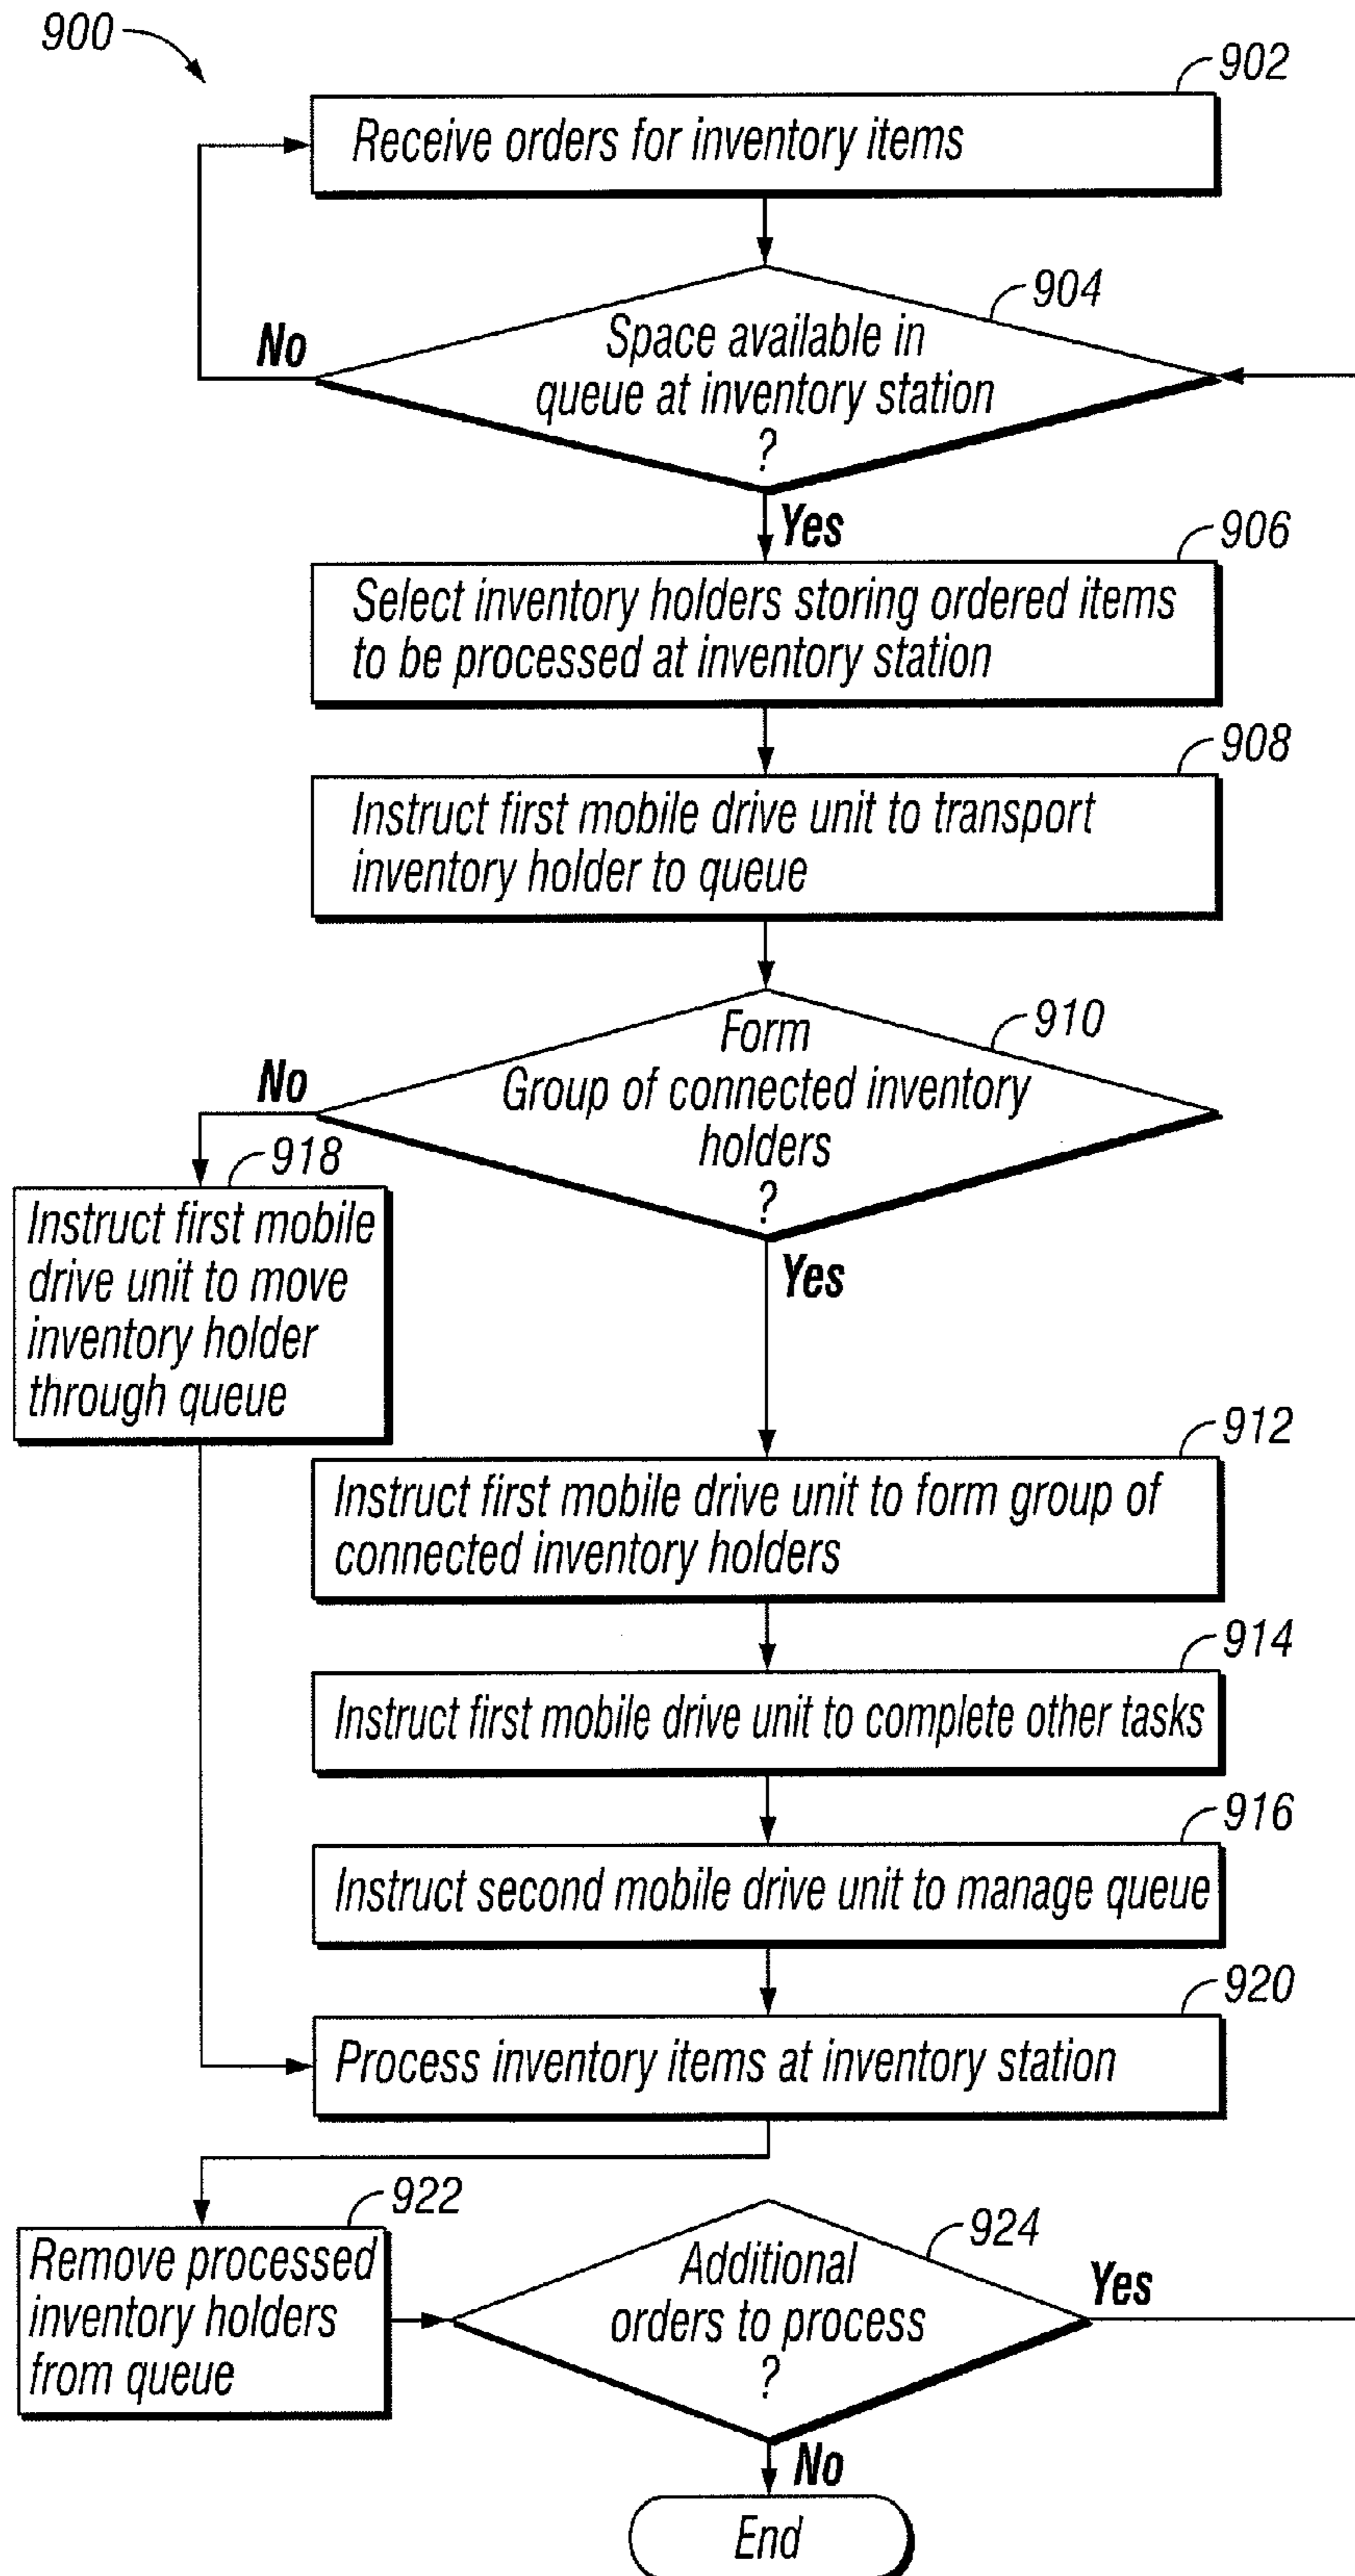 900
902
Receive orders for inventory items
904
Space available in
queue at inventory station
?
No
Yes
906
Select inventory holders storing ordered items
to be processed at inventory station
908
Instruct first mobile drive unit to transport
inventory holder to queue
910
Form
Group of connected inventory
holders
?
No
Yes
918
Instruct first mobile
drive unit to move
inventory holder
through queue
912
Instruct first mobile drive unit to form group of
connected inventory holders
914
Instruct first mobile drive unit to complete other tasks
916
Instruct second mobile drive unit to manage queue
920
Process inventory items at inventory station
922
Remove processed
inventory holders
from queue
924
Additional
orders to process
?
Yes
No
End